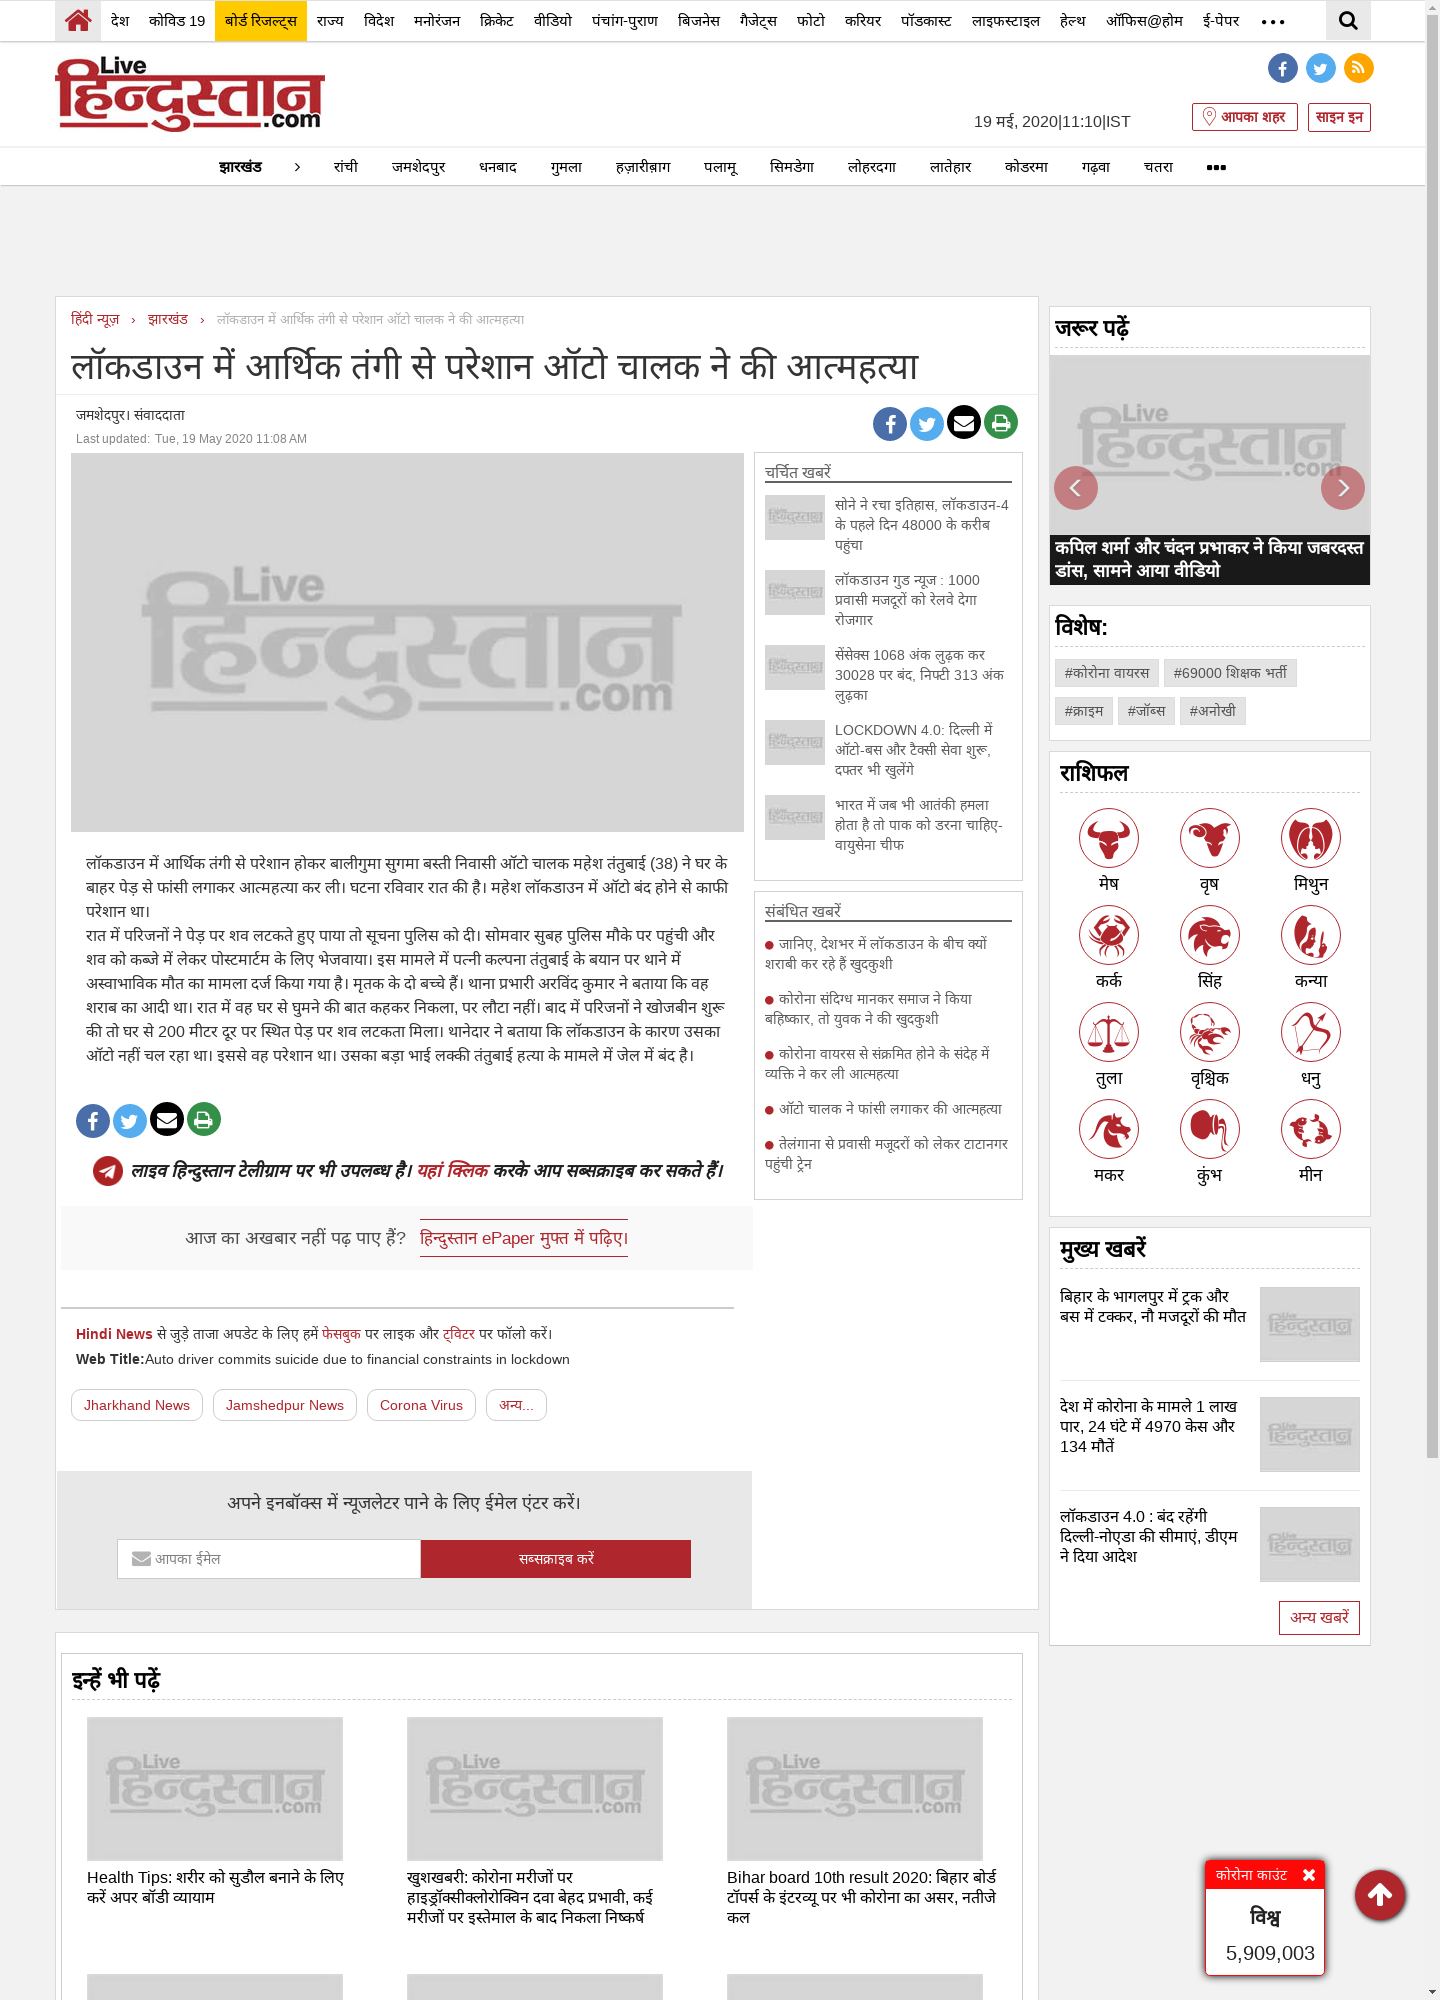 देश कोविड 19 बोर्ड रिजल्ट्स राज्य विदेश मनोरंजन क्रिकेट वीडियो पंचांग-पुराण बिजनेस गैजेट्स फोटो करियर पॉडकास्ट लाइफस्टाइल हेल्थ ऑफिस@होम ई-पेपर
Live
हिन्दुस्तान
.com
19 मई, 2020|11:10|IST
आपका शहर साइन इन
झारखंड › रांची जमशेदपुर धनबाद गुमला हज़ारीब़ाग पलामू सिमडेगा लोहरदगा लातेहार कोडरमा गढ़वा चतरा
हिंदी न्यूज़ › झारखंड › लॉकडाउन में आर्थिक तंगी से परेशान ऑटो चालक ने की आत्महत्या
लॉकडाउन में आर्थिक तंगी से परेशान ऑटो चालक ने की आत्महत्या
जमशेदपुर। संवाददाता
Last updated: Tue, 19 May 2020 11:08 AM
Live
हिन्दुस्तान
.com
लॉकडाउन में आर्थिक तंगी से परेशान होकर बालीगुमा सुगमा बस्ती निवासी ऑटो चालक महेश तंतुबाई (38) ने घर के
बाहर पेड़ से फांसी लगाकर आत्महत्या कर ली। घटना रविवार रात की है। महेश लॉकडाउन में ऑटो बंद होने से काफी
परेशान था।
रात में परिजनों ने पेड़ पर शव लटकते हुए पाया तो सूचना पुलिस को दी। सोमवार सुबह पुलिस मौके पर पहुंची और
शव को कब्जे में लेकर पोस्टमार्टम के लिए भेजवाया। इस मामले में पत्नी कल्पना तंतुबाई के बयान पर थाने में
अस्वाभाविक मौत का मामला दर्ज किया गया है। मृतक के दो बच्चे हैं। थाना प्रभारी अरविंद कुमार ने बताया कि वह
शराब का आदी था। रात में वह घर से घुमने की बात कहकर निकला, पर लौटा नहीं। बाद में परिजनों ने खोजबीन शुरू
की तो घर से 200 मीटर दूर पर स्थित पेड़ पर शव लटकता मिला। थानेदार ने बताया कि लॉकडाउन के कारण उसका
ऑटो नहीं चल रहा था। इससे वह परेशान था। उसका बड़ा भाई लक्की तंतुबाई हत्या के मामले में जेल में बंद है।
लाइव हिन्दुस्तान टेलीग्राम पर भी उपलब्ध है। यहां क्लिक करके आप सब्सक्राइब कर सकते हैं।
आज का अखबार नहीं पढ़ पाए हैं? हिन्दुस्तान ePaper मुफ्त में पढ़िए।
Hindi News से जुड़े ताजा अपडेट के लिए हमें फेसबुक पर लाइक और ट्विटर पर फॉलो करें।
Web Title:Auto driver commits suicide due to financial constraints in lockdown
Jharkhand News Jamshedpur News Corona Virus अन्य...
अपने इनबॉक्स में न्यूजलेटर पाने के लिए ईमेल एंटर करें।
आपका ईमेल सब्सक्राइब करें
चर्चित खबरें
सोने ने रचा इतिहास, लॉकडाउन-4
के पहले दिन 48000 के करीब
पहुंचा
लॉकडाउन गुड न्यूज : 1000
प्रवासी मजदूरों को रेलवे देगा
रोजगार
सेंसेक्स 1068 अंक लुढ़क कर
30028 पर बंद, निफ्टी 313 अंक
लुढ़का
LOCKDOWN 4.0: दिल्ली में
ऑटो-बस और टैक्सी सेवा शुरू,
दफ्तर भी खुलेंगे
भारत में जब भी आतंकी हमला
होता है तो पाक को डरना चाहिए-
वायुसेना चीफ
संबंधित खबरें
जानिए, देशभर में लॉकडाउन के बीच क्यों
शराबी कर रहे हैं खुदकुशी
कोरोना संदिग्ध मानकर समाज ने किया
बहिष्कार, तो युवक ने की खुदकुशी
कोरोना वायरस से संक्रमित होने के संदेह में
व्यक्ति ने कर ली आत्महत्या
ऑटो चालक ने फांसी लगाकर की आत्महत्या
तेलंगाना से प्रवासी मजूदरों को लेकर टाटानगर
पहुंची ट्रेन
जरूर पढ़ें
Live
हिन्दुस्तान
.com
कपिल शर्मा और चंदन प्रभाकर ने किया जबरदस्त
डांस, सामने आया वीडियो
विशेष:
#कोरोना वायरस #69000 शिक्षक भर्ती
#क्राइम #जॉब्स #अनोखी
राशिफल
मेष वृष मिथुन
कर्क सिंह कन्या
तुला वृश्चिक धनु
मकर कुंभ मीन
मुख्य खबरें
बिहार के भागलपुर में ट्रक और
बस में टक्कर, नौ मजदूरों की मौत
देश में कोरोना के मामले 1 लाख
पार, 24 घंटे में 4970 केस और
134 मौतें
लॉकडाउन 4.0 : बंद रहेंगी
दिल्ली-नोएडा की सीमाएं, डीएम
ने दिया आदेश
अन्य खबरें
इन्हें भी पढ़ें
Live हिन्दुस्तान .com Live हिन्दुस्तान .com Live हिन्दुस्तान .com
Health Tips: शरीर को सुडौल बनाने के लिए
करें अपर बॉडी व्यायाम
खुशखबरी: कोरोना मरीजों पर
हाइड्रॉक्सीक्लोरोक्विन दवा बेहद प्रभावी, कई
मरीजों पर इस्तेमाल के बाद निकला निष्कर्ष
Bihar board 10th result 2020: बिहार बोर्ड
टॉपर्स के इंटरव्यू पर भी कोरोना का असर, नतीजे
कल
कोरोना काउंट
विश्व
5,909,003